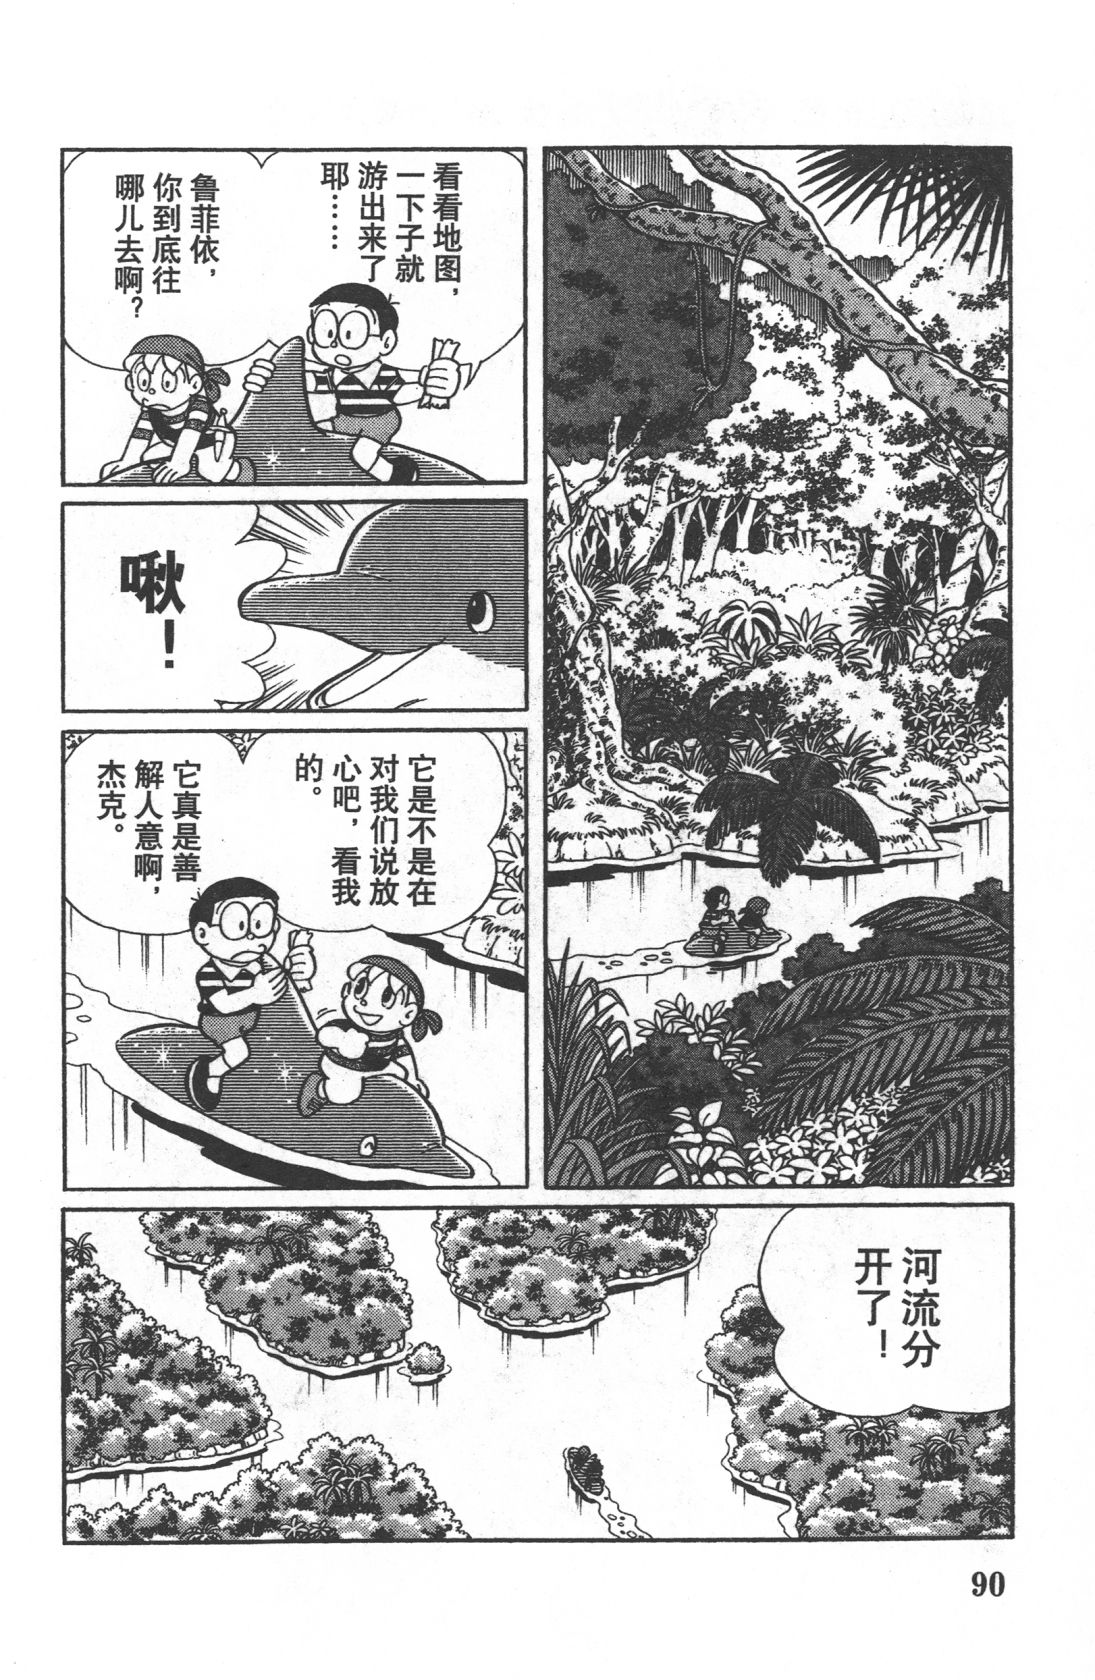 看看地图，
一下子就
游出来了
耶……
鲁菲依，
你到底往
哪儿去啊？
啾！
它是不是在
对我们说放
心吧，看我
的。
它真是善
解人意啊，
杰克。
河流分
开了！
90